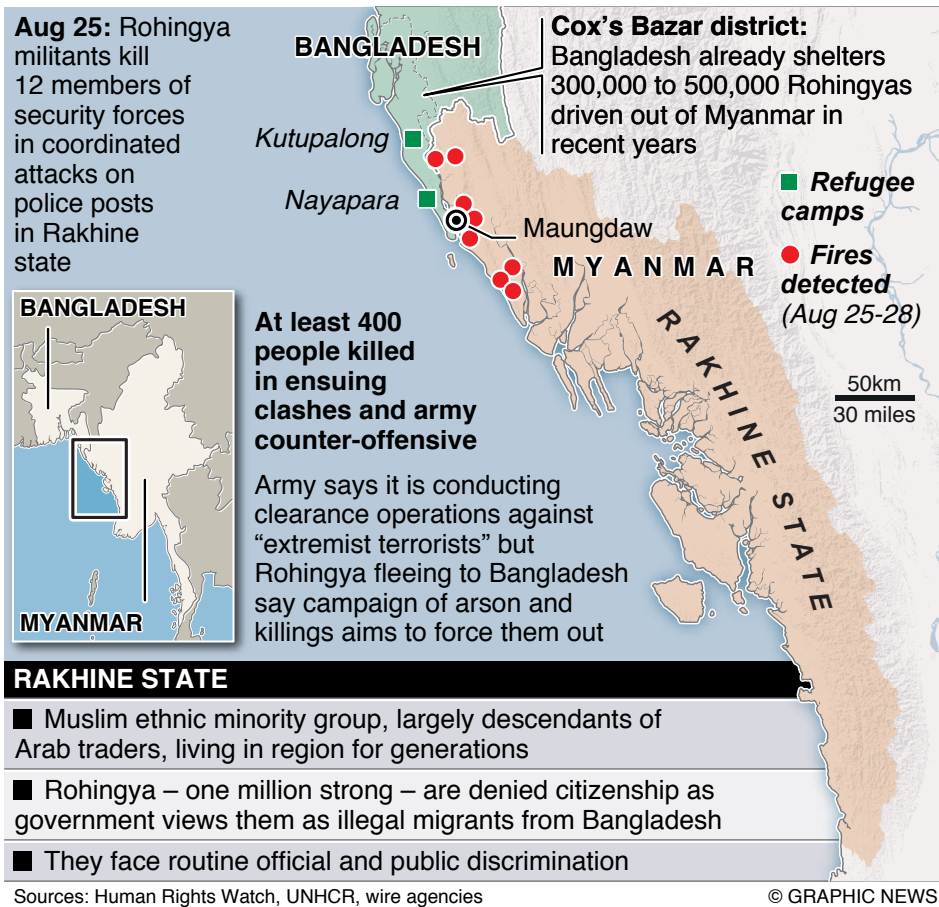 Aug 25: Rohingya
militants kill
12 members of
security forces
in coordinated
attacks on
police posts
in Rakhine
state
BANGLADESH
Cox's Bazar district:
Bangladesh already shelters
300,000 to 500,000 Rohingyas
driven out of Myanmar in
recent years
Kutupalong
Nayapara
Maungdaw
MYANMAR
RAKHINE STATE
Refugee
camps
Fires
detected
(Aug 25-28)
50km
30 miles
BANGLADESH
MYANMAR
At least 400
people killed
in ensuing
clashes and army
counter-offensive
Army says it is conducting
clearance operations against
“extremist terrorists” but
Rohingya fleeing to Bangladesh
say campaign of arson and
killings aims to force them out
RAKHINE STATE
■ Muslim ethnic minority group, largely descendants of
Arab traders, living in region for generations
■ Rohingya – one million strong – are denied citizenship as
government views them as illegal migrants from Bangladesh
■ They face routine official and public discrimination
Sources: Human Rights Watch, UNHCR, wire agencies
© GRAPHIC NEWS